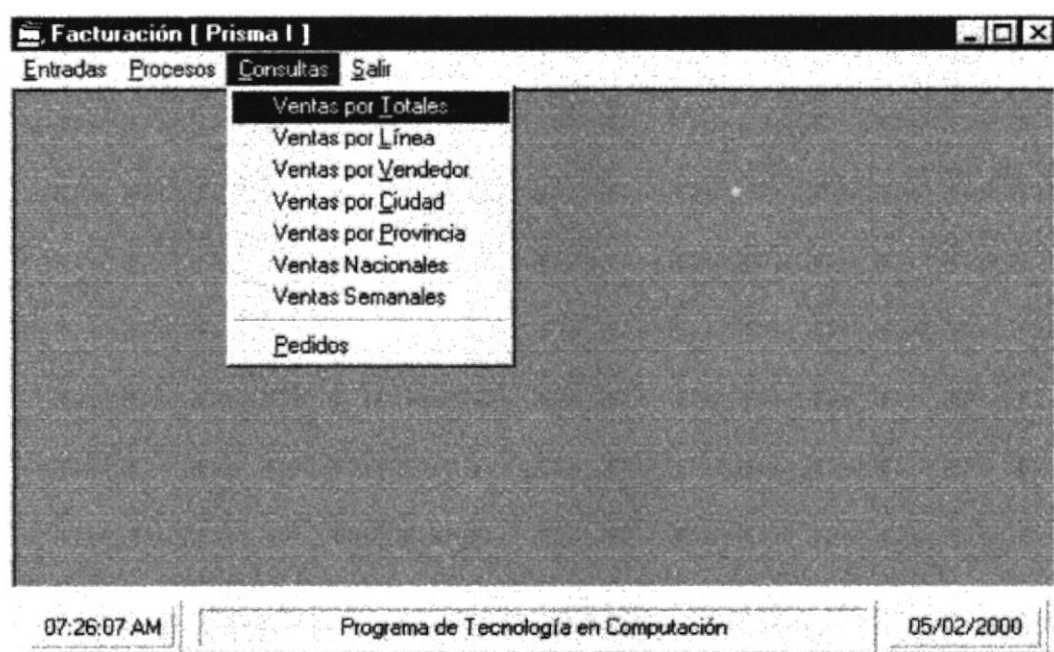 Facturación [ Prisma I ]
Entradas Procesos Consultas Salir
Ventas por Totales
Ventas por Línea
Ventas por Vendedor
Ventas por Ciudad
Ventas por Provincia
Ventas Nacionales
Ventas Semanales
Pedidos
07:26:07 AM Programa de Tecnología en Computación 05/02/2000